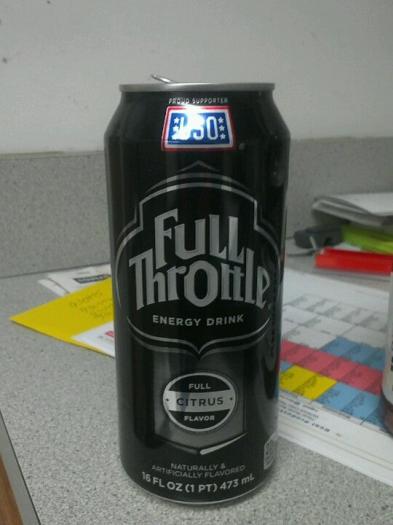 PROUD SUPPORTER
USO
FULL
THROTTLE
ENERGY DRINK
FULL
CITRUS
FLAVOR
NATURALLY &
ARTIFICIALLY FLAVORED
16 FL OZ (1 PT) 473 mL